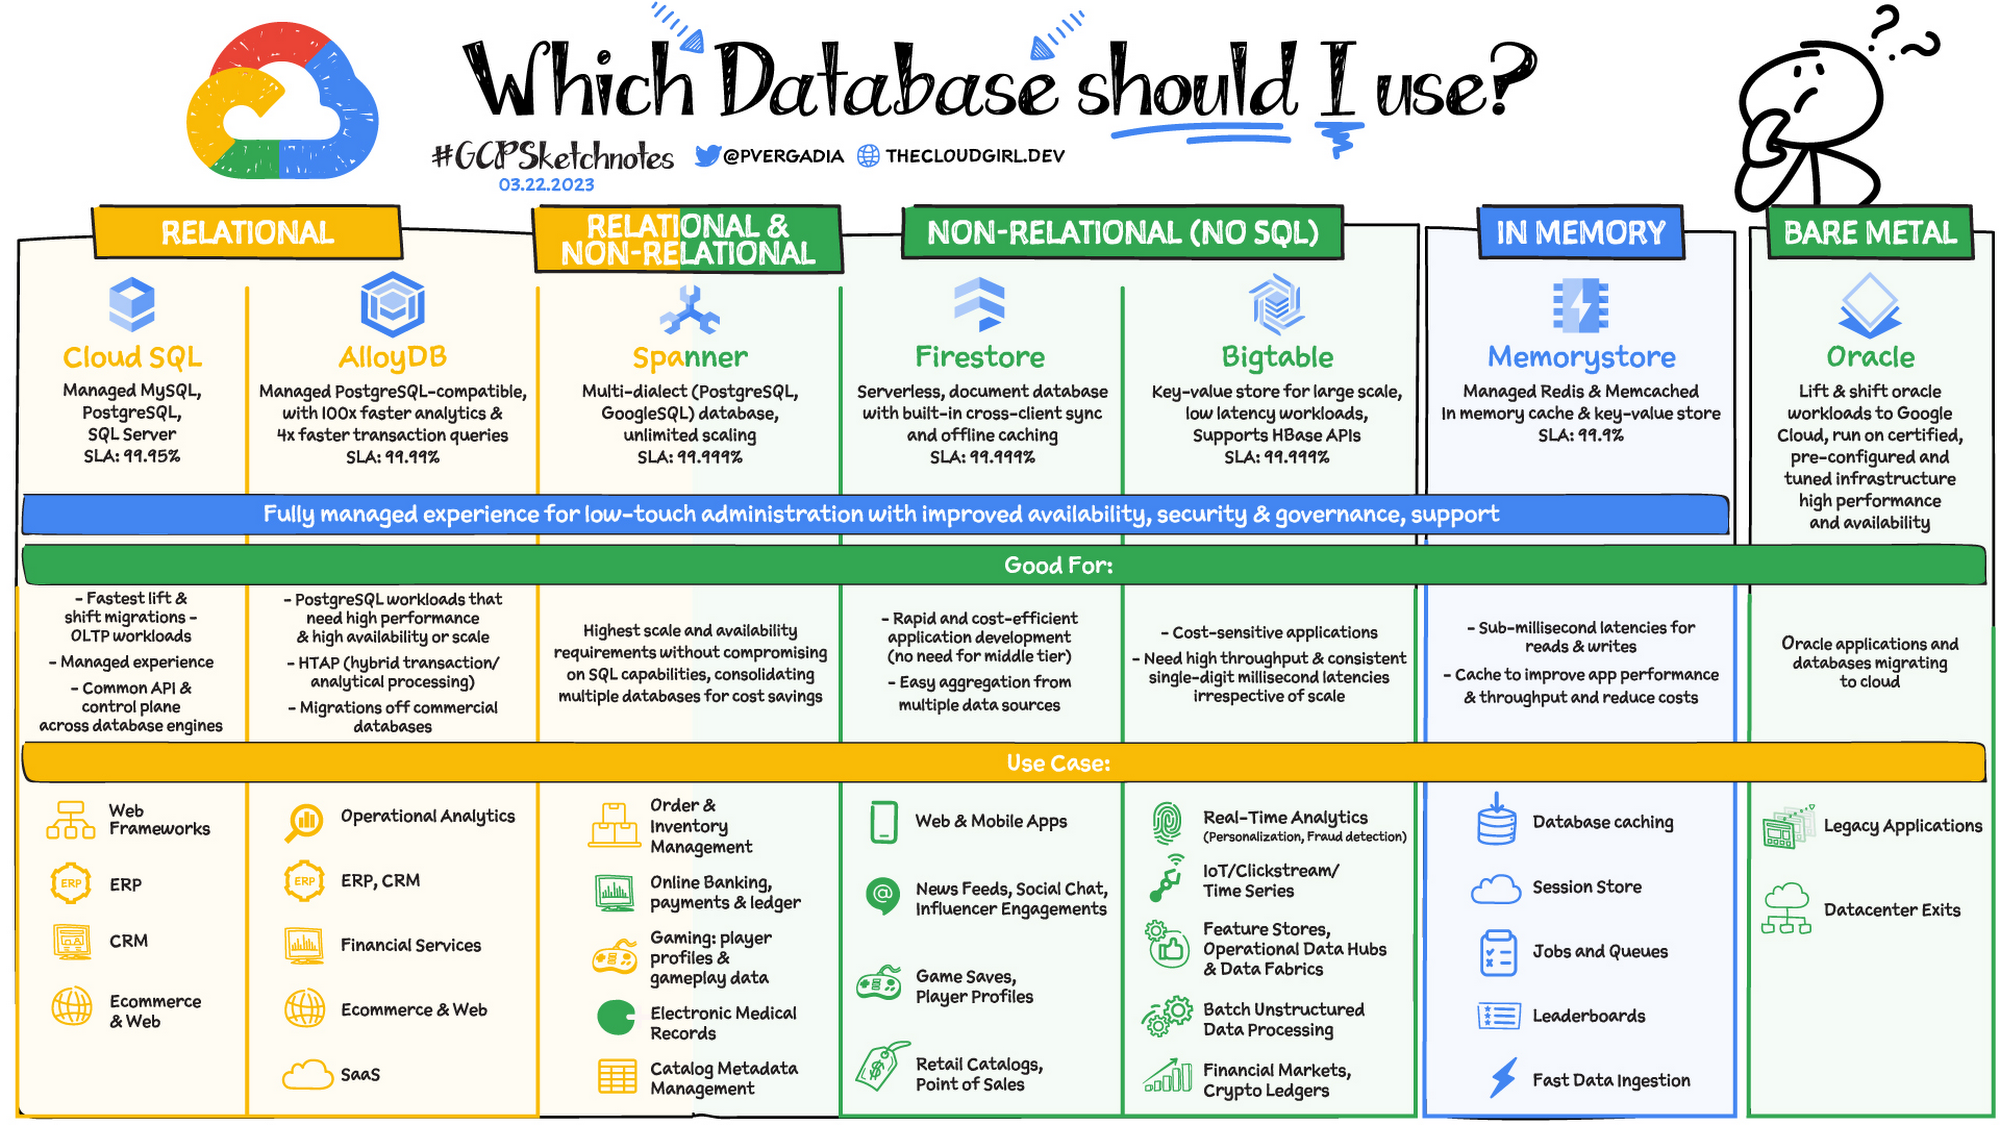 Which Database should I use?
#GCPSketchnotes @PVERGADIA THECLOUDGIRL.DEV
03.22.2023
RELATIONAL
RELATIONAL &
NON-RELATIONAL
NON-RELATIONAL (NO SQL)
IN MEMORY
BARE METAL
Cloud SQL
Managed MySQL,
PostgreSQL,
SQL Server
SLA: 99.95%
AlloyDB
Managed PostgreSQL-compatible,
with 100x faster analytics &
4x faster transaction queries
SLA: 99.99%
Spanner
Multi-dialect (PostgreSQL,
GoogleSQL) database,
unlimited scaling
SLA: 99.999%
Firestore
Serverless, document database
with built-in cross-client sync
and offline caching
SLA: 99.999%
Bigtable
Key-value store for large scale,
low latency workloads,
Supports HBase APIs
SLA: 99.999%
Memorystore
Managed Redis & Memcached
In memory cache & key-value store
SLA: 99.9%
Oracle
Lift & shift oracle
workloads to Google
Cloud, run on certified,
pre-configured and
tuned infrastructure
high performance
and availability
Fully managed experience for low-touch administration with improved availability, security & governance, support
Good For:
- Fastest lift &
shift migrations -
OLTP workloads
- Managed experience
- Common API &
control plane
across database engines
- PostgreSQL workloads that
need high performance
& high availability or scale
- HTAP (hybrid transaction/
analytical processing)
- Migrations off commercial
databases
Highest scale and availability
requirements without compromising
on SQL capabilities, consolidating
multiple databases for cost savings
- Rapid and cost-efficient
application development
(no need for middle tier)
- Easy aggregation from
multiple data sources
- Cost-sensitive applications
- Need high throughput & consistent
single-digit millisecond latencies
irrespective of scale
- Sub-millisecond latencies for
reads & writes
- Cache to improve app performance
& throughput and reduce costs
Oracle applications and
databases migrating
to cloud
Use Case:
Web
Frameworks
ERP
ERP
CRM
Ecommerce
& Web
Operational Analytics
ERP
ERP, CRM
Financial Services
Ecommerce & Web
SaaS
Order &
Inventory
Management
Online Banking,
payments & ledger
Gaming: player
profiles &
gameplay data
Electronic Medical
Records
Catalog Metadata
Management
Web & Mobile Apps
@
News Feeds, Social Chat,
Influencer Engagements
Game Saves,
Player Profiles
$
Retail Catalogs,
Point of Sales
Real-Time Analytics
(Personalization, Fraud detection)
IoT/Clickstream/
Time Series
Feature Stores,
Operational Data Hubs
& Data Fabrics
Batch Unstructured
Data Processing
Financial Markets,
Crypto Ledgers
Database caching
Session Store
Jobs and Queues
Leaderboards
Fast Data Ingestion
Legacy Applications
Datacenter Exits